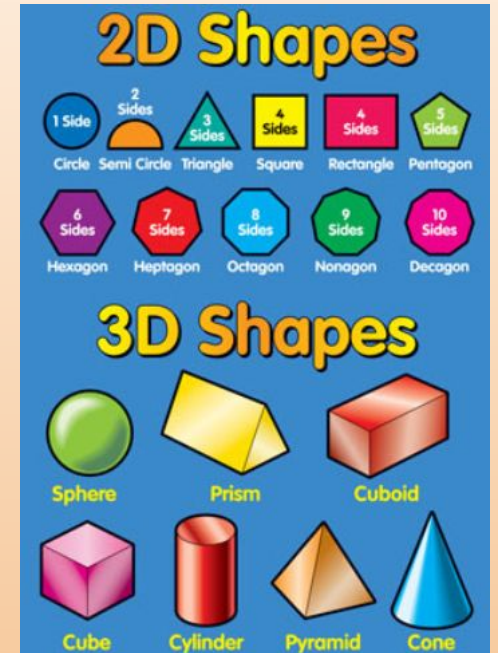 2D Shapes
1 Side
2
Sides
3
Sides
4
Sides
4
Sides
5
Sides
Circle Semi Circle Triangle Square Rectangle Pentagon
6
Sides
7
Sides
8
Sides
9
Sides
10
Sides
Hexagon Heptagon Octagon Nonagon Decagon
3D Shapes
Sphere Prism Cuboid
Cube Cylinder Pyramid Cone